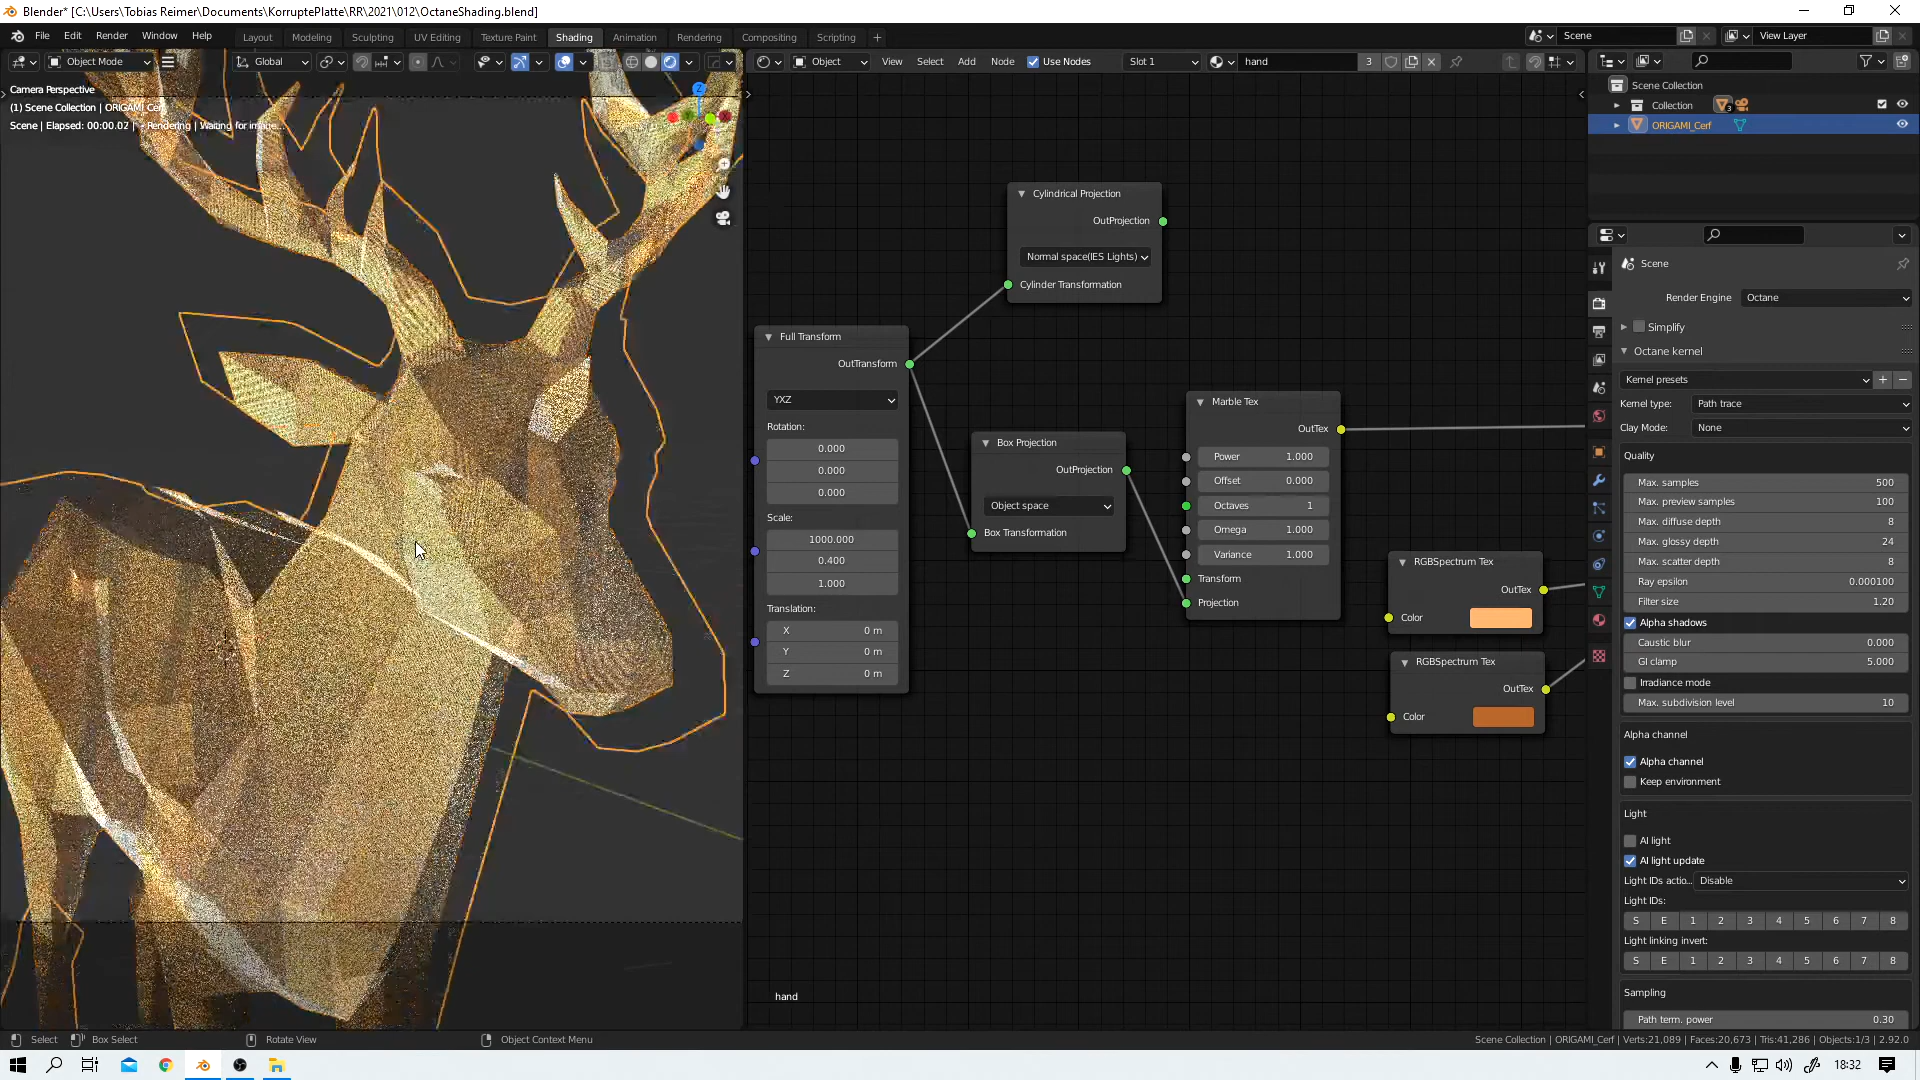 Blender* [C:\Users\Tobias Reimer\Documents\KorruptePlatte\RR\2021\012\OctaneShading.blend]
File Edit Render Window Help
Layout Modeling Sculpting UV Editing Texture Paint Shading Animation Rendering Compositing Scripting +
Scene
View Layer
Object Mode
Global
Object
View Select Add Node Use Nodes
Slot 1
hand
3
Camera Perspective
(1) Scene Collection | ORIGAMI_Cerf
Scene | Elapsed: 00:00.02 | - Rendering | Waiting for image...
Z
Scene Collection
Collection
3
ORIGAMI_Cerf
Cylindrical Projection
OutProjection
Normal space(IES Lights)
Cylinder Transformation
Full Transform
OutTransform
YXZ
Rotation:
0.000
0.000
0.000
Scale:
1000.000
0.400
1.000
Translation:
X 0 m
Y 0 m
Z 0 m
Box Projection
OutProjection
Object space
Box Transformation
Marble Tex
OutTex
Power 1.000
Offset 0.000
Octaves 1
Omega 1.000
Variance 1.000
Transform
Projection
RGBSpectrum Tex
OutTex
Color
RGBSpectrum Tex
OutTex
Color
hand
Scene
Render Engine Octane
Simplify
Octane kernel
Kernel presets
Kernel type: Path trace
Clay Mode: None
Quality
Max. samples 500
Max. preview samples 100
Max. diffuse depth 8
Max. glossy depth 24
Max. scatter depth 8
Ray epsilon 0.000100
Filter size 1.20
Alpha shadows
Caustic blur 0.000
GI clamp 5.000
Irradiance mode
Max. subdivision level 10
Alpha channel
Alpha channel
Keep environment
Light
AI light
AI light update
Light IDs actio... Disable
Light IDs:
S E 1 2 3 4 5 6 7 8
Light linking invert:
S E 1 2 3 4 5 6 7 8
Sampling
Path term. power 0.30
Select Box Select Rotate View Object Context Menu
Scene Collection | ORIGAMI_Cerf | Verts:21,089 | Faces:20,673 | Tris:41,286 | Objects:1/3 | 2.92.0
18:32